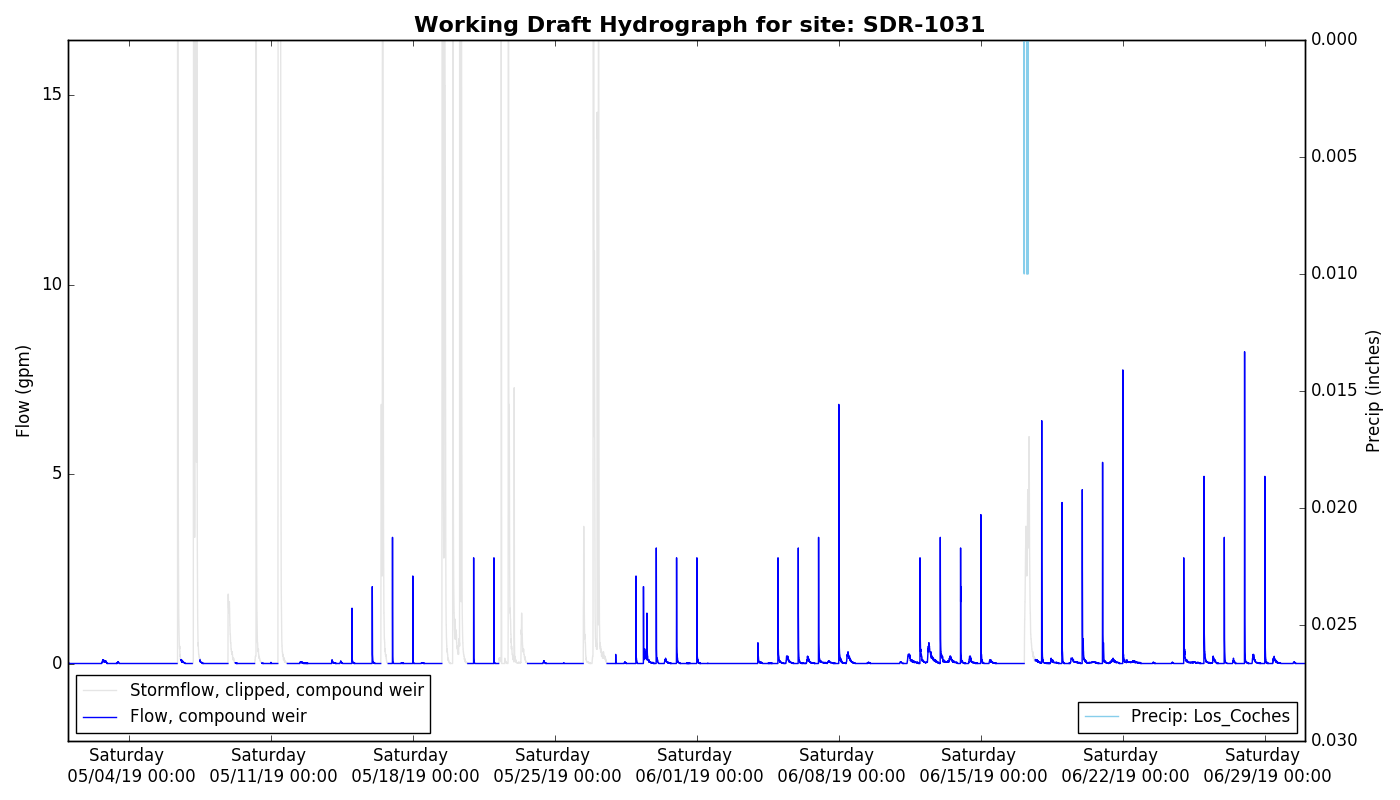 Working Draft Hydrograph for site: SDR-1031
15
10
5
0
Flow (gpm)
0.000
0.005
0.010
0.015
0.020
0.025
0.030
Precip (inches)
Stormflow, clipped, compound weir
Flow, compound weir
Precip: Los_Coches
Saturday Saturday Saturday Saturday Saturday Saturday Saturday Saturday Saturday
05/04/19 00:00 05/11/19 00:00 05/18/19 00:00 05/25/19 00:00 06/01/19 00:00 06/08/19 00:00 06/15/19 00:00 06/22/19 00:00 06/29/19 00:00